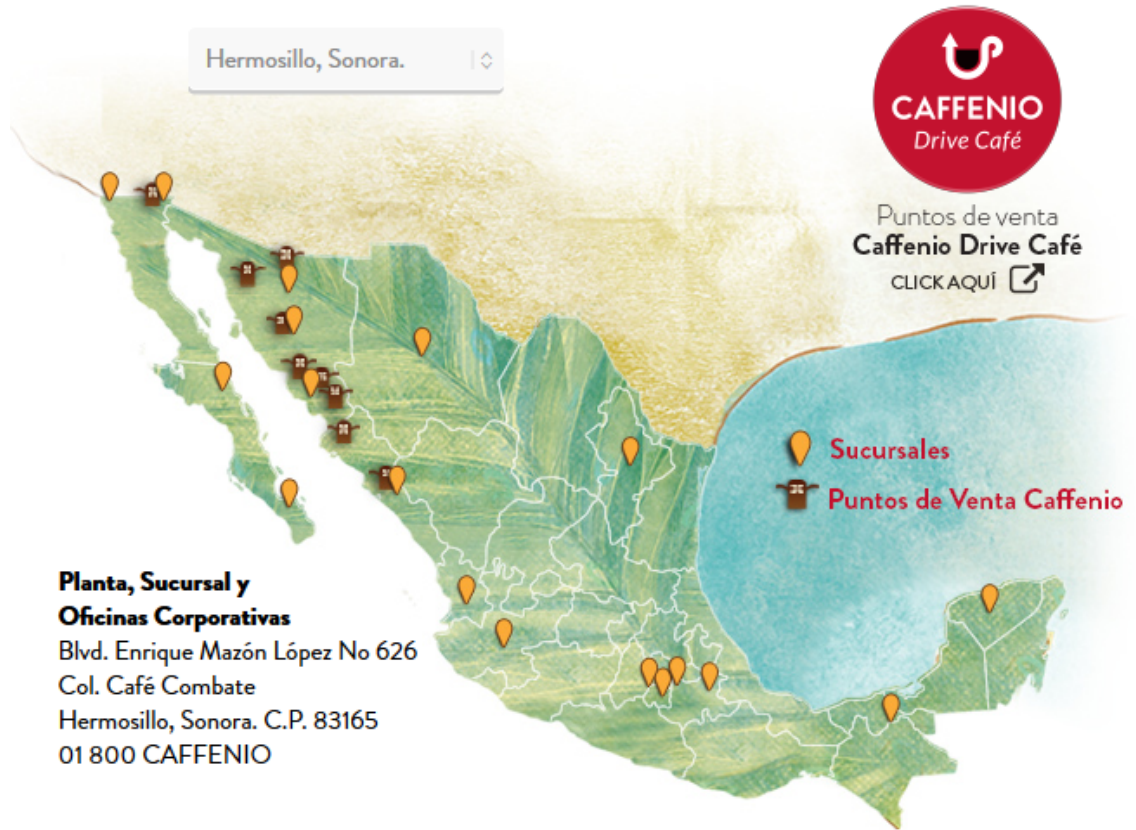 Hermosillo, Sonora.
CAFFENIO
Drive Café
Puntos de venta
Caffenio Drive Café
CLICK AQUÍ
Sucursales
Puntos de Venta Caffenio
Planta, Sucursal y
Oficinas Corporativas
Blvd. Enrique Mazón López No 626
Col. Café Combate
Hermosillo, Sonora. C.P. 83165
01 800 CAFFENIO